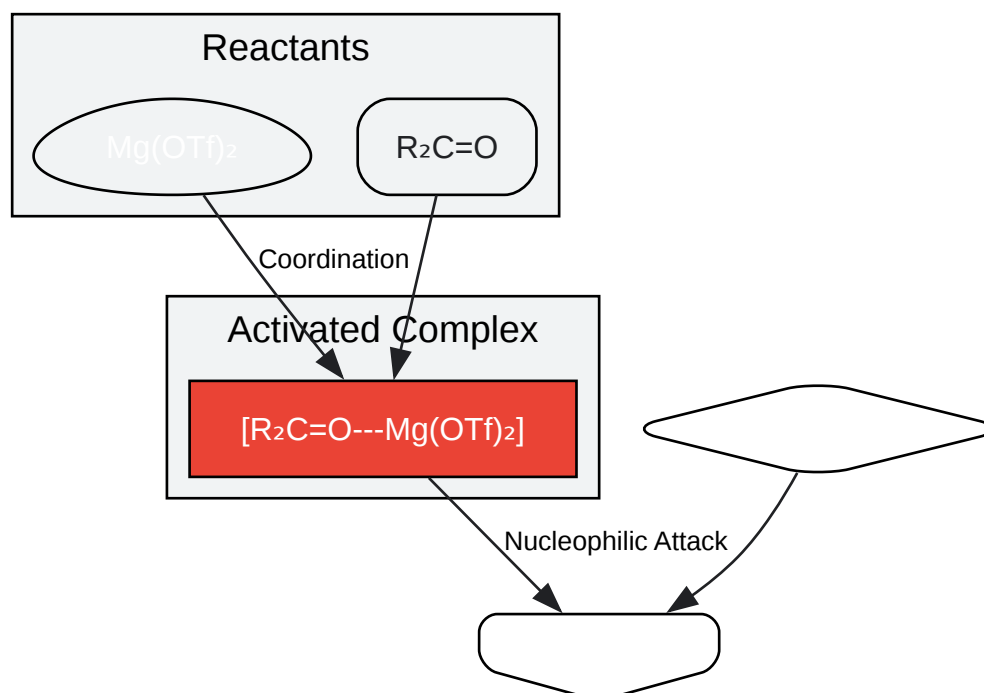 Reactants
Mg(OTf)₂
R₂C=O
Coordination
Activated Complex
[R₂C=O---Mg(OTf)₂]
Nucleophilic Attack